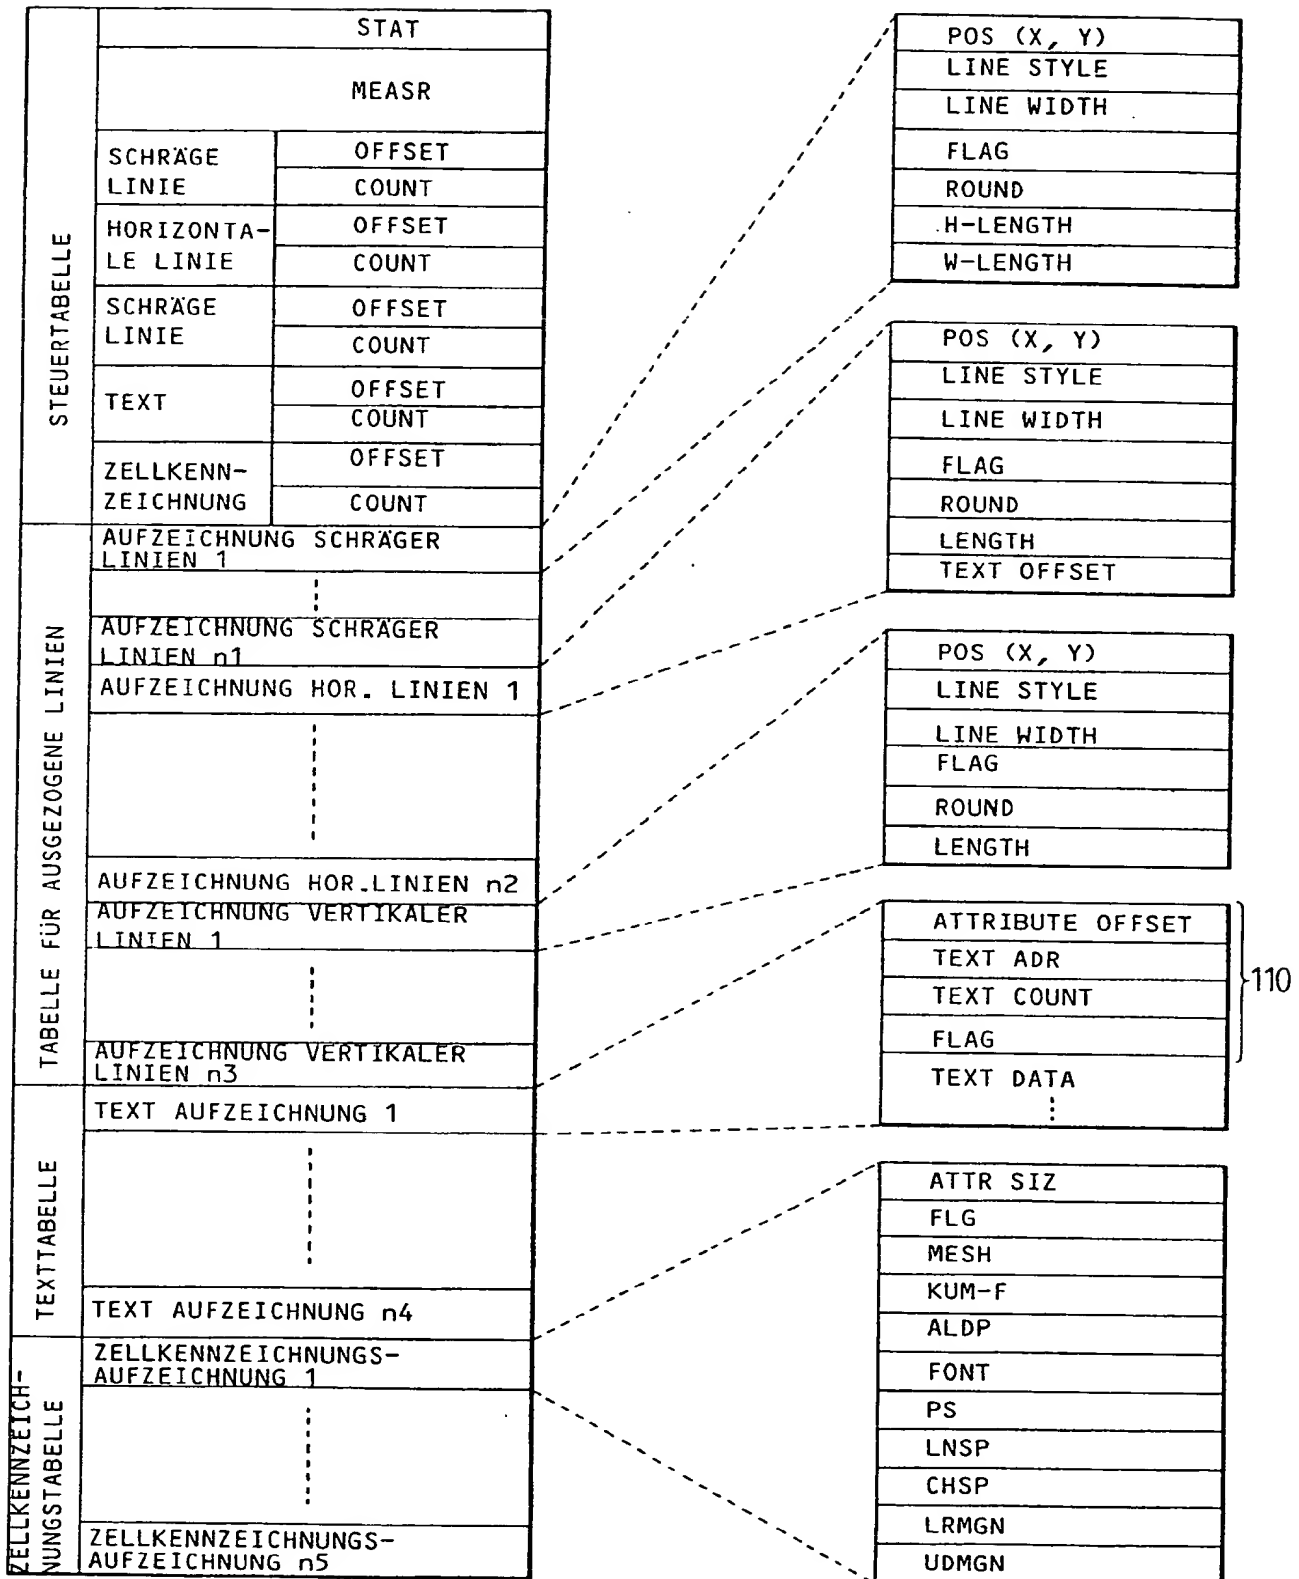 STEUERTABELLE
STAT
MEASR
SCHRÄGE
LINIE
OFFSET
COUNT
HORIZONTA-
LE LINIE
OFFSET
COUNT
SCHRÄGE
LINIE
OFFSET
COUNT
TEXT
OFFSET
COUNT
ZELLKENN-
ZEICHNUNG
OFFSET
COUNT
TABELLE FÜR AUSGEZOGENE LINIEN
AUFZEICHNUNG SCHRÄGER
LINIEN 1
AUFZEICHNUNG SCHRÄGER
LINIEN n1
AUFZEICHNUNG HOR. LINIEN 1
AUFZEICHNUNG HOR.LINIEN n2
AUFZEICHNUNG VERTIKALER
LINIEN 1
AUFZEICHNUNG VERTIKALER
LINIEN n3
TEXTTABELLE
TEXT AUFZEICHNUNG 1
TEXT AUFZEICHNUNG n4
ZELLKENNZEICH-
NUNGSTABELLE
ZELLKENNZEICHNUNGS-
AUFZEICHNUNG 1
ZELLKENNZEICHNUNGS-
AUFZEICHNUNG n5
POS (X, Y)
LINE STYLE
LINE WIDTH
FLAG
ROUND
H-LENGTH
W-LENGTH
POS (X, Y)
LINE STYLE
LINE WIDTH
FLAG
ROUND
LENGTH
TEXT OFFSET
POS (X, Y)
LINE STYLE
LINE WIDTH
FLAG
ROUND
LENGTH
ATTRIBUTE OFFSET
TEXT ADR
TEXT COUNT
FLAG
TEXT DATA
110
ATTR SIZ
FLG
MESH
KUM-F
ALDP
FONT
PS
LNSP
CHSP
LRMGN
UDMGN